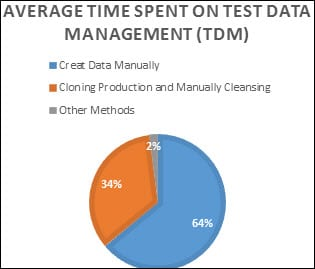 AVERAGE TIME SPENT ON TEST DATA
MANAGEMENT (TDM)
Creat Data Manually
Cloning Production and Manually Cleansing
Other Methods
2%
34%
64%